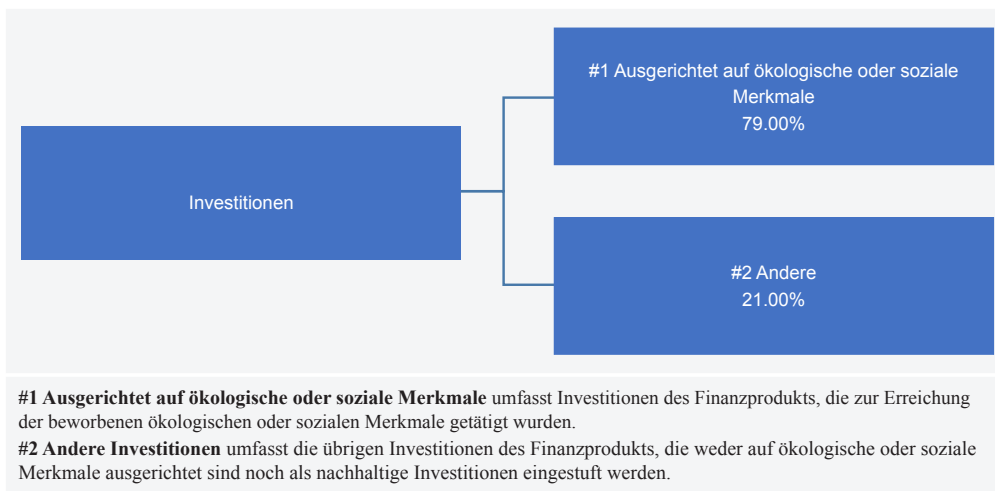 #1 Ausgerichtet auf ökologische oder soziale
Merkmale
79.00%
Investitionen
#2 Andere
21.00%
#1 Ausgerichtet auf ökologische oder soziale Merkmale umfasst Investitionen des Finanzprodukts, die zur Erreichung
der beworbenen ökologischen oder sozialen Merkmale getätigt wurden.
#2 Andere Investitionen umfasst die übrigen Investitionen des Finanzprodukts, die weder auf ökologische oder soziale
Merkmale ausgerichtet sind noch als nachhaltige Investitionen eingestuft werden.